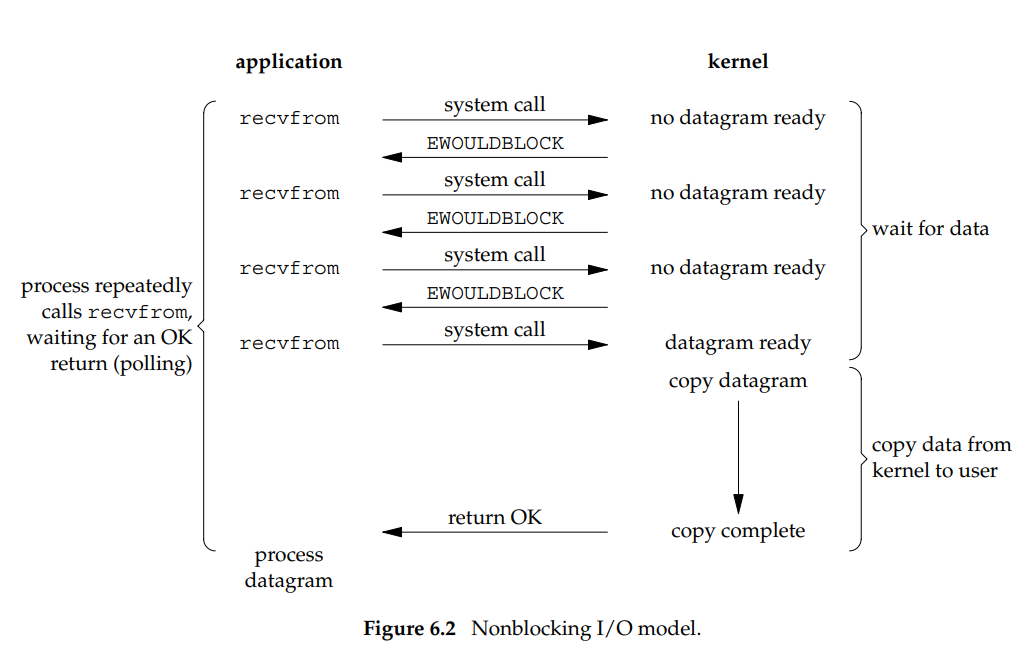 application
kernel
recvfrom
system call
no datagram ready
EWOULDBLOCK
recvfrom
system call
no datagram ready
EWOULDBLOCK
wait for data
recvfrom
system call
no datagram ready
EWOULDBLOCK
process repeatedly
calls recvfrom,
waiting for an OK
return (polling)
recvfrom
system call
datagram ready
copy datagram
copy data from
kernel to user
return OK
copy complete
process
datagram
Figure 6.2 Nonblocking I/O model.